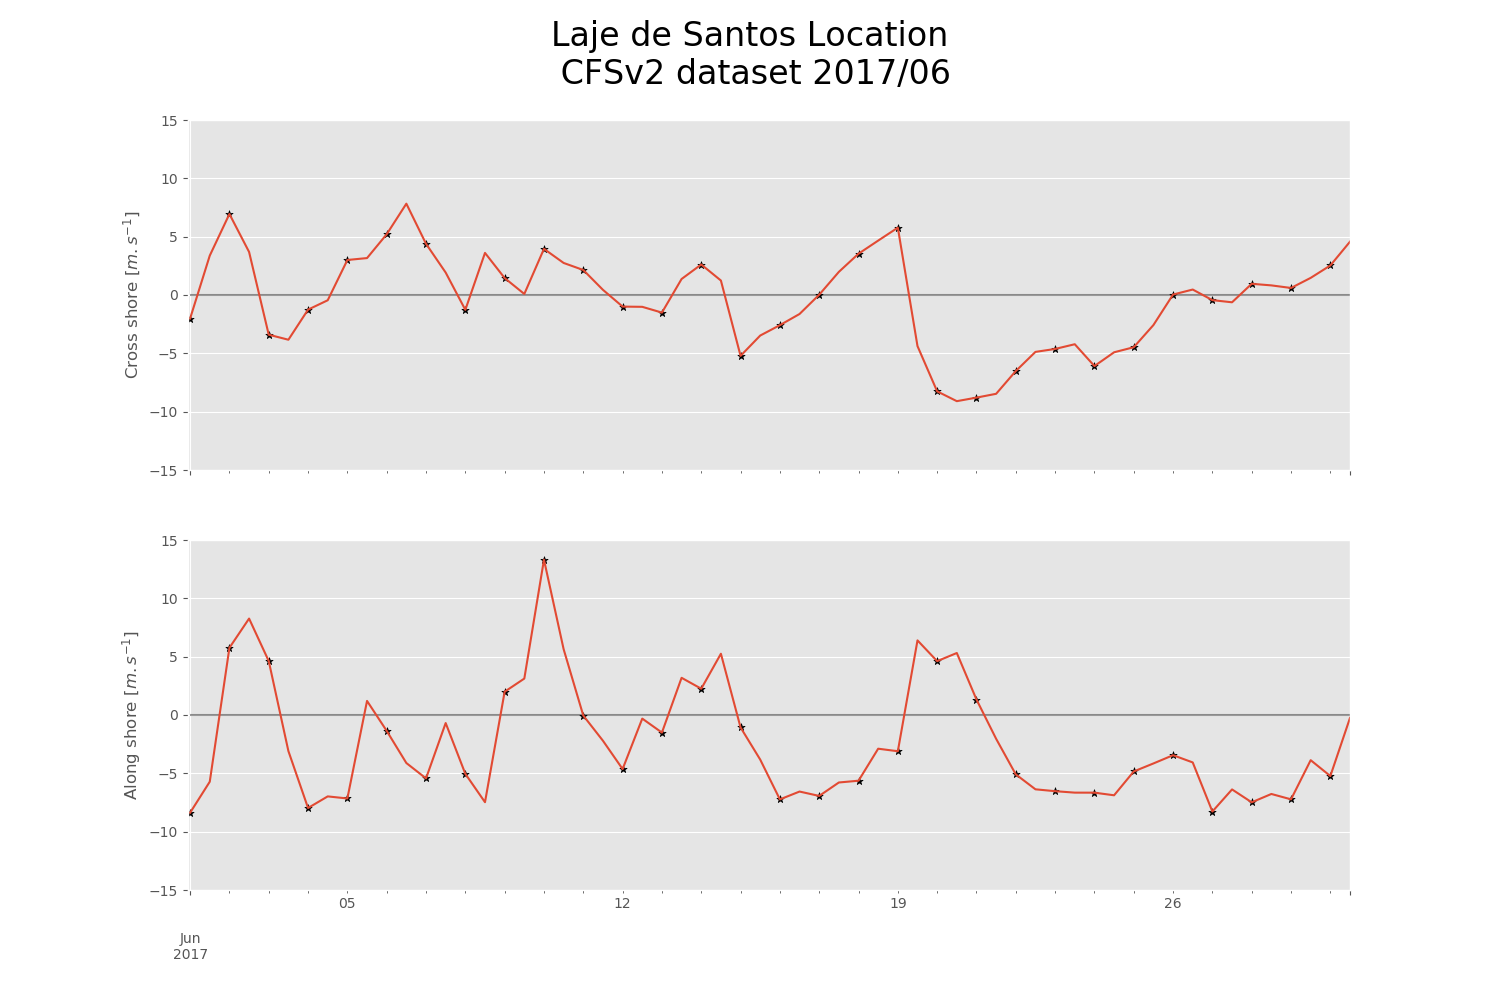 Laje de Santos Location
CFSv2 dataset 2017/06
15
10
5
0
−5
−10
−15
Cross shore [m. s⁻¹]
15
10
5
0
−5
−10
−15
Along shore [m. s⁻¹]
05 12 19 26
Jun
2017